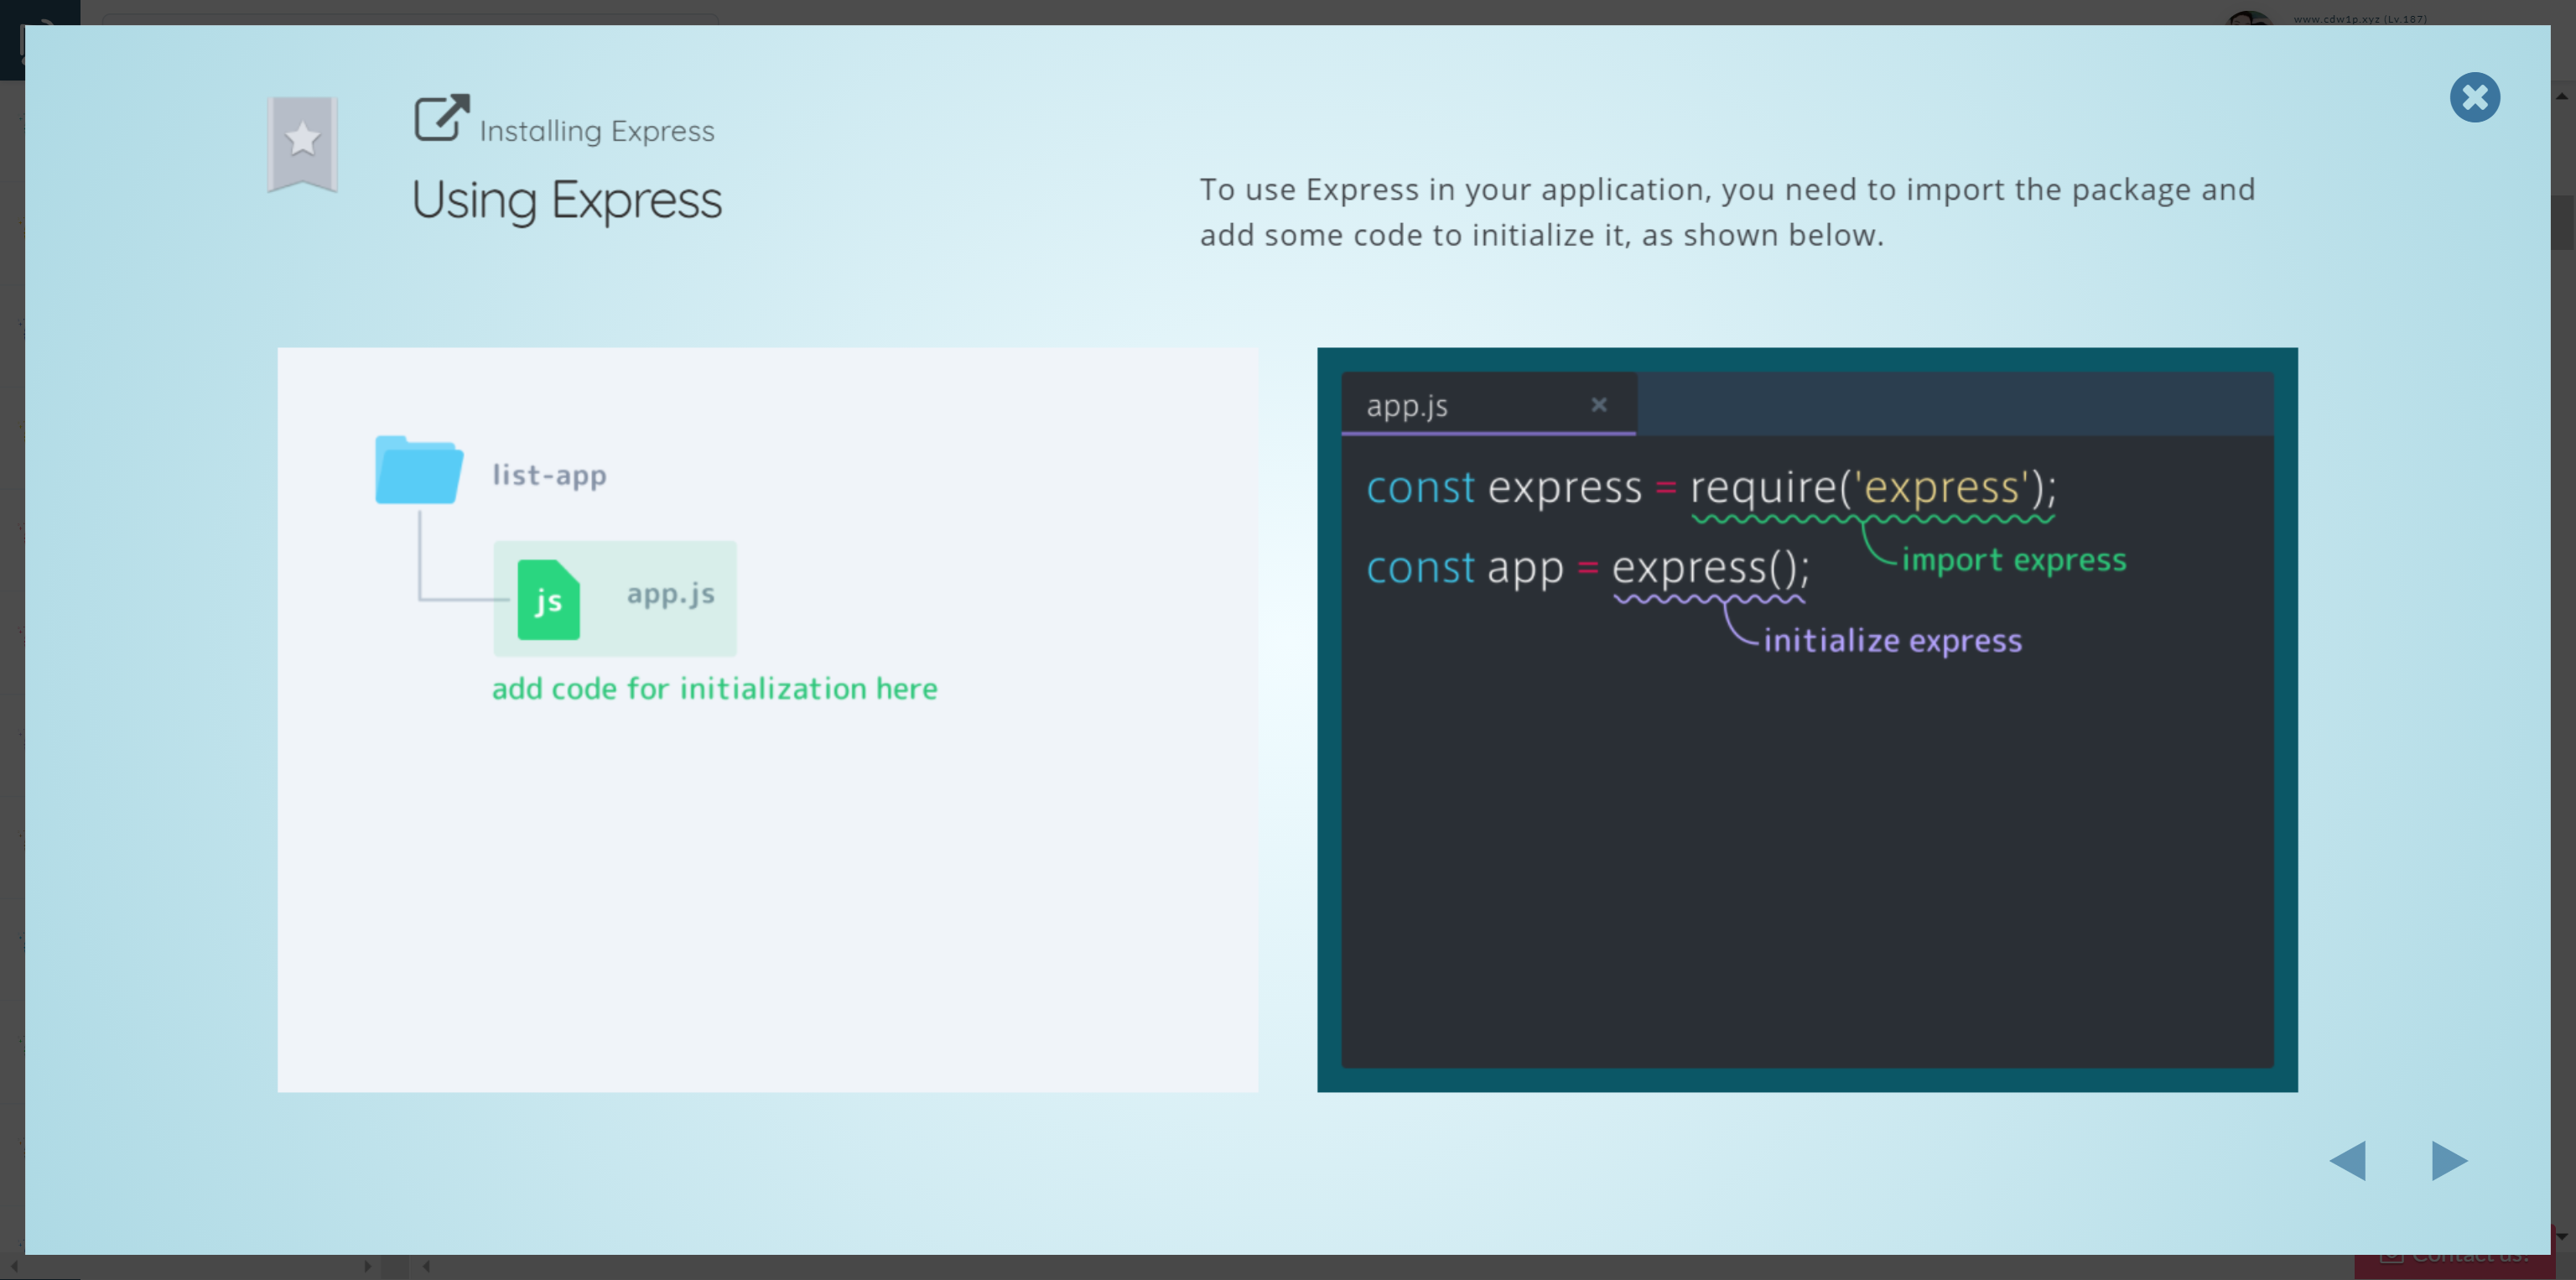 www.cdw1p.xyz (Lv.187)
Installing Express
Using Express
To use Express in your application, you need to import the package and
add some code to initialize it, as shown below.
list-app
js app.js
add code for initialization here
app.js
const express = require('express');
import express
const app = express();
initialize express
Contact us!